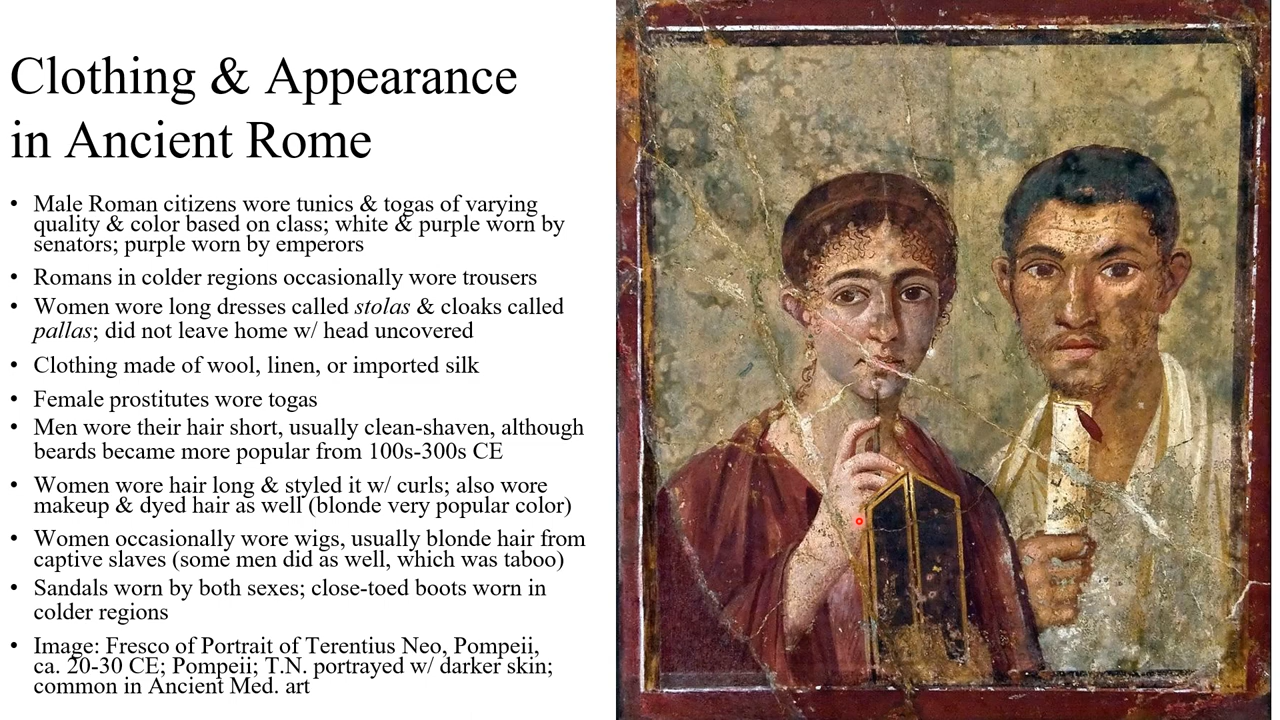 Clothing & Appearance
in Ancient Rome
• Male Roman citizens wore tunics & togas of varying
quality & color based on class; white & purple worn by
senators; purple worn by emperors
• Romans in colder regions occasionally wore trousers
• Women wore long dresses called stolas & cloaks called
pallas; did not leave home w/ head uncovered
• Clothing made of wool, linen, or imported silk
• Female prostitutes wore togas
• Men wore their hair short, usually clean-shaven, although
beards became more popular from 100s-300s CE
• Women wore hair long & styled it w/ curls; also wore
makeup & dyed hair as well (blonde very popular color)
• Women occasionally wore wigs, usually blonde hair from
captive slaves (some men did as well, which was taboo)
• Sandals worn by both sexes; close-toed boots worn in
colder regions
• Image: Fresco of Portrait of Terentius Neo, Pompeii,
ca. 20-30 CE; Pompeii; T.N. portrayed w/ darker skin;
common in Ancient Med. art